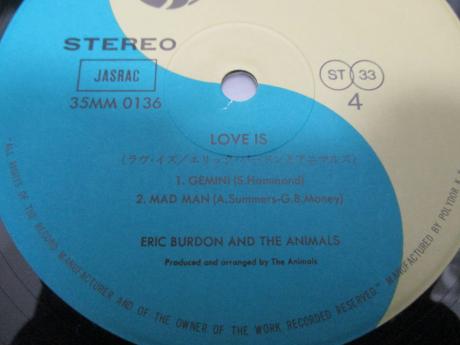 STEREO
JASRAC
35MM 0136
ST 33
4
LOVE IS
(ラヴ・イズ/エリック・バードンとアニマルズ)
1. GEMINI (S. Hammond)
2. MAD MAN (A. Summers-G.B. Money)
ERIC BURDON AND THE ANIMALS
Produced and arranged by The Animals
"ALL RIGHTS OF THE RECORD MANUFACTURER AND OF THE OWNER OF THE WORK RECORDED RESERVED" MANUFACTURED BY POLYDOR K.